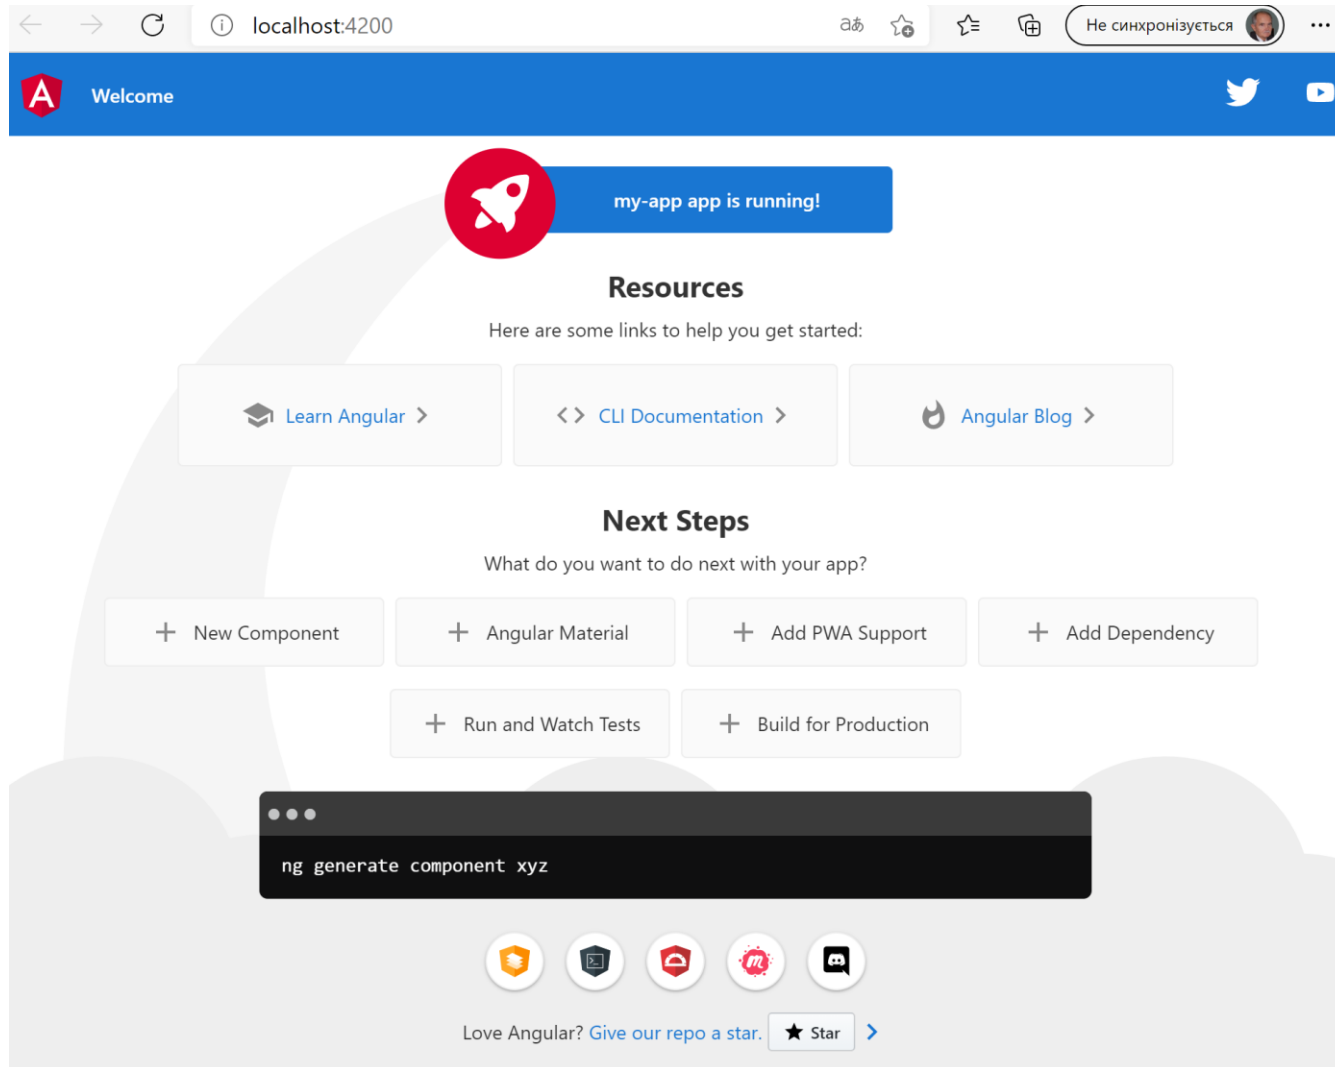 localhost:4200
aあ
Не синхронізується
Welcome
my-app app is running!
Resources
Here are some links to help you get started:
Learn Angular
CLI Documentation
Angular Blog
Next Steps
What do you want to do next with your app?
New Component
Angular Material
Add PWA Support
Add Dependency
Run and Watch Tests
Build for Production
ng generate component xyz
Love Angular? Give our repo a star. Star